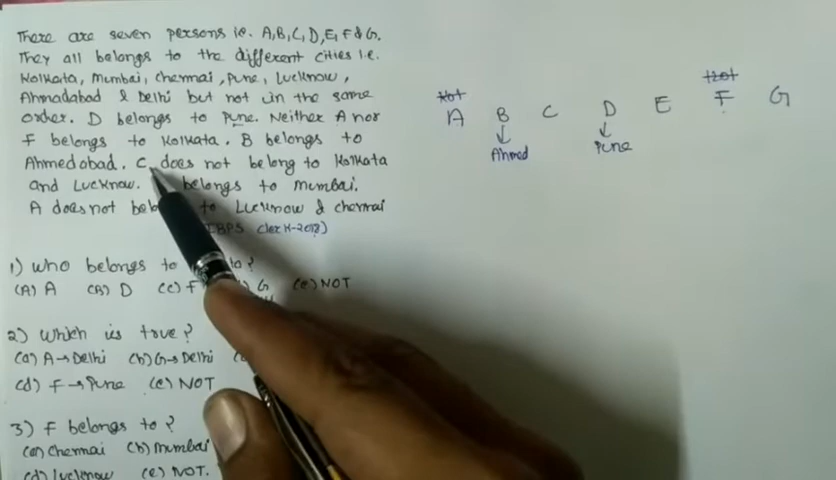 There are seven persons i.e. A,B,C,D,E,F & G.
They all belongs to the different cities i.e.
Kolkata, Mumbai, Chennai, Pune, Lucknow,
Ahmadabad & Delhi but not in the same
order. D belongs to Pune. Neither A nor
F belongs to Kolkata. B belongs to
Ahmedabad. C does not belong to Kolkata
and Lucknow. belongs to Mumbai.
A does not to Lucknow & Chennai
IBPS Clerk-2018)
1) Who belongs to ?
(A) A (B) D (C) F G (e) NOT
2) Which is true?
(a) A→Delhi (b) G→Delhi
(d) F→Pune (e) NOT
3) F belongs to?
(a) Chennai (b) Mumbai
(d) Lucknow (e) NOT.
A B C D E F G
Ahmed Pune